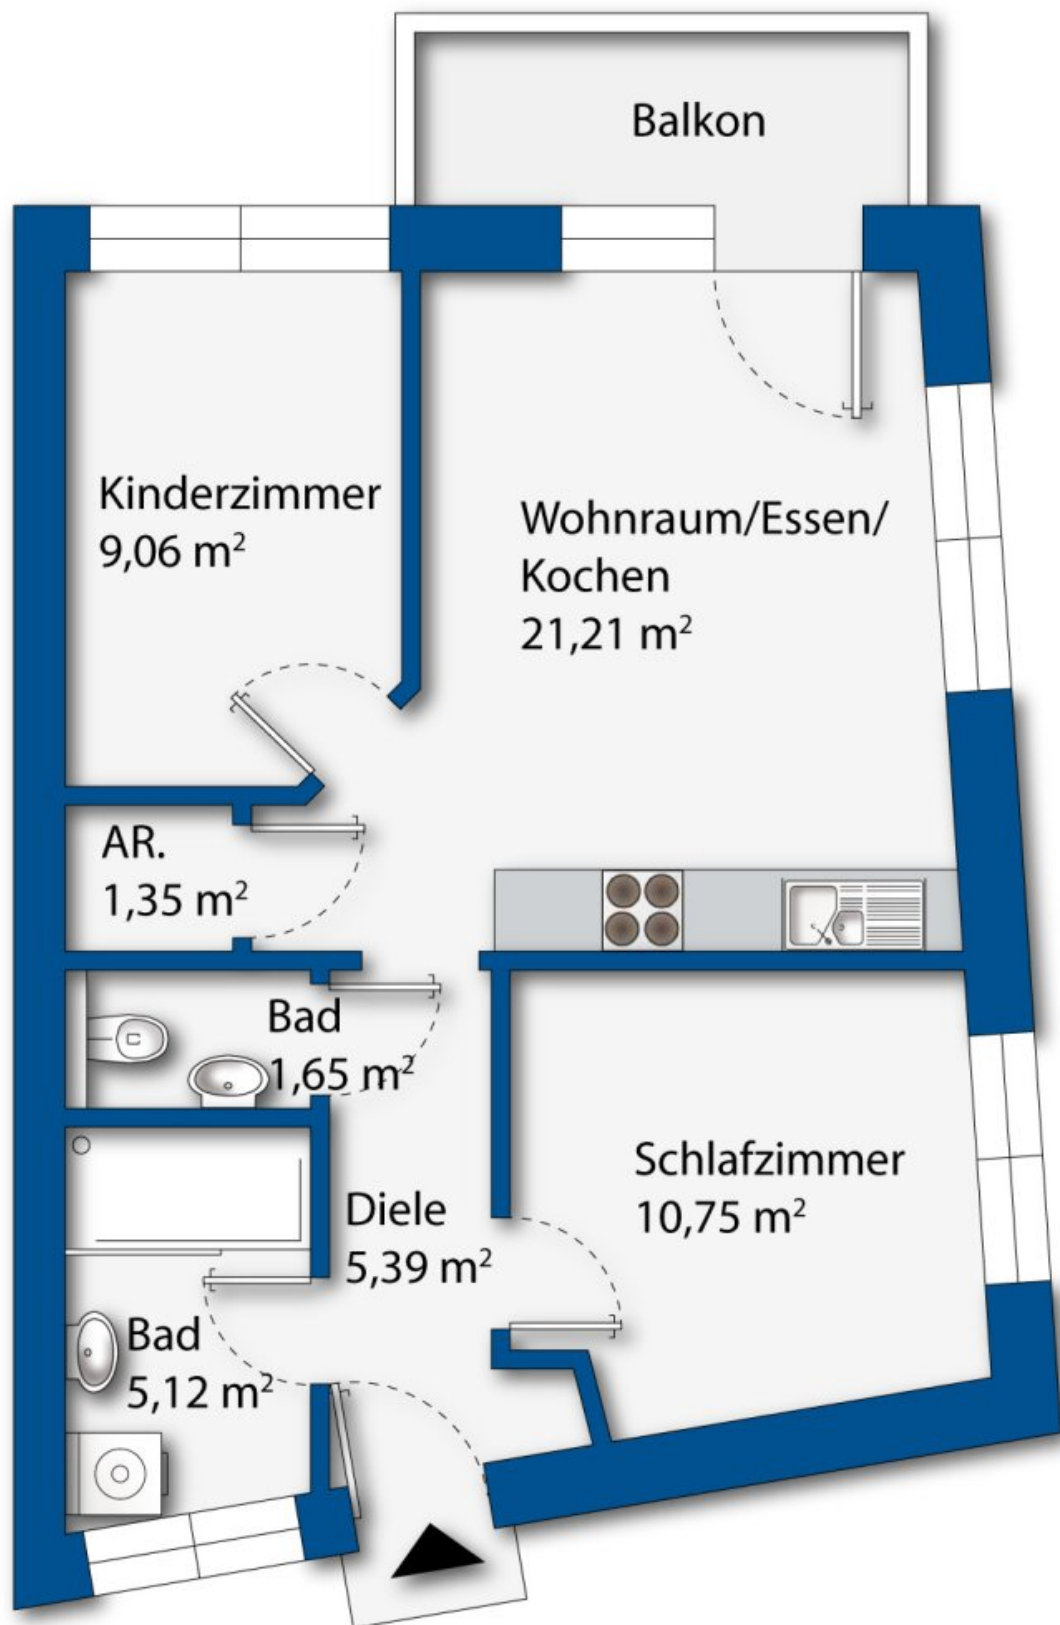 Balkon
Kinderzimmer
9,06 m²
Wohnraum/Essen/
Kochen
21,21 m²
AR.
1,35 m²
Bad
1,65 m²
Schlafzimmer
10,75 m²
Diele
5,39 m²
Bad
5,12 m²